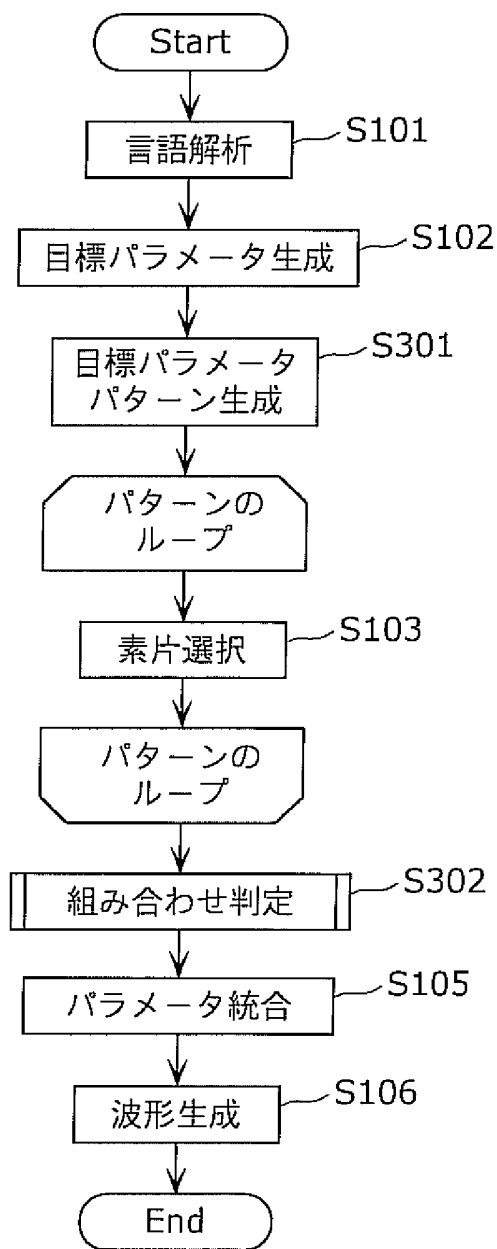 Start
言語解析
S101
目標パラメータ生成
S102
目標パラメータ
パターン生成
S301
パターンの
ループ
素片選択
S103
パターンの
ループ
組み合わせ判定
S302
パラメータ統合
S105
波形生成
S106
End